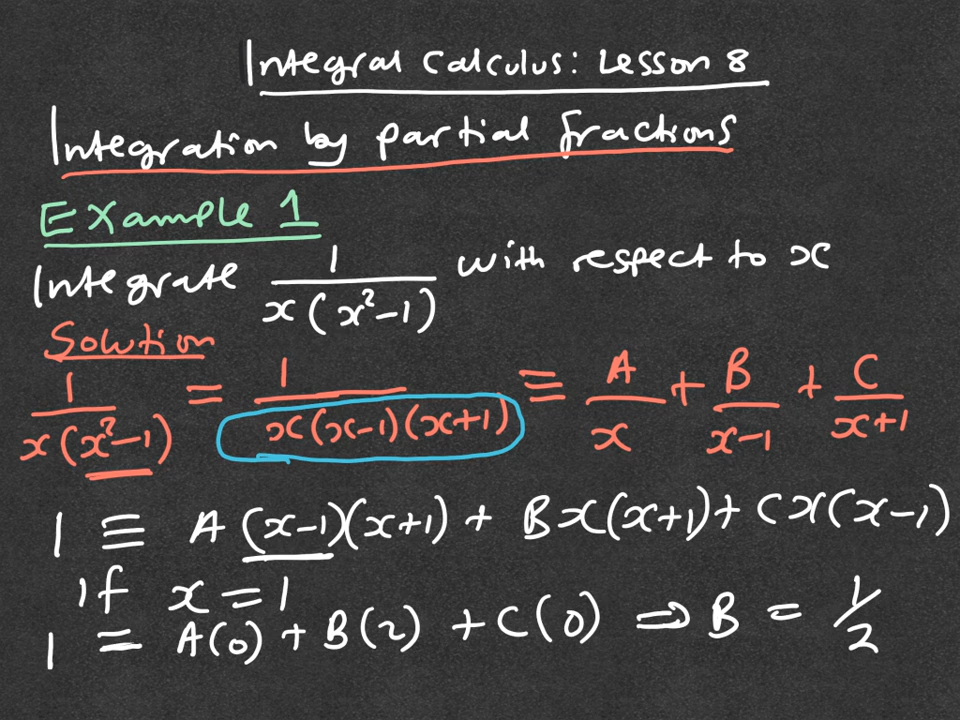 Integral Calculus: Lesson 8
Integration by partial fractions
Example 1
Integrate 1/x(x²-1) with respect to x
Solution
1/x(x²-1) = 1/x(x-1)(x+1) ≡ A/x + B/x-1 + C/x+1
1 ≡ A(x-1)(x+1) + Bx(x+1) + Cx(x-1)
if x=1
1 = A(0) + B(2) + C(0) ⇒ B = 1/2